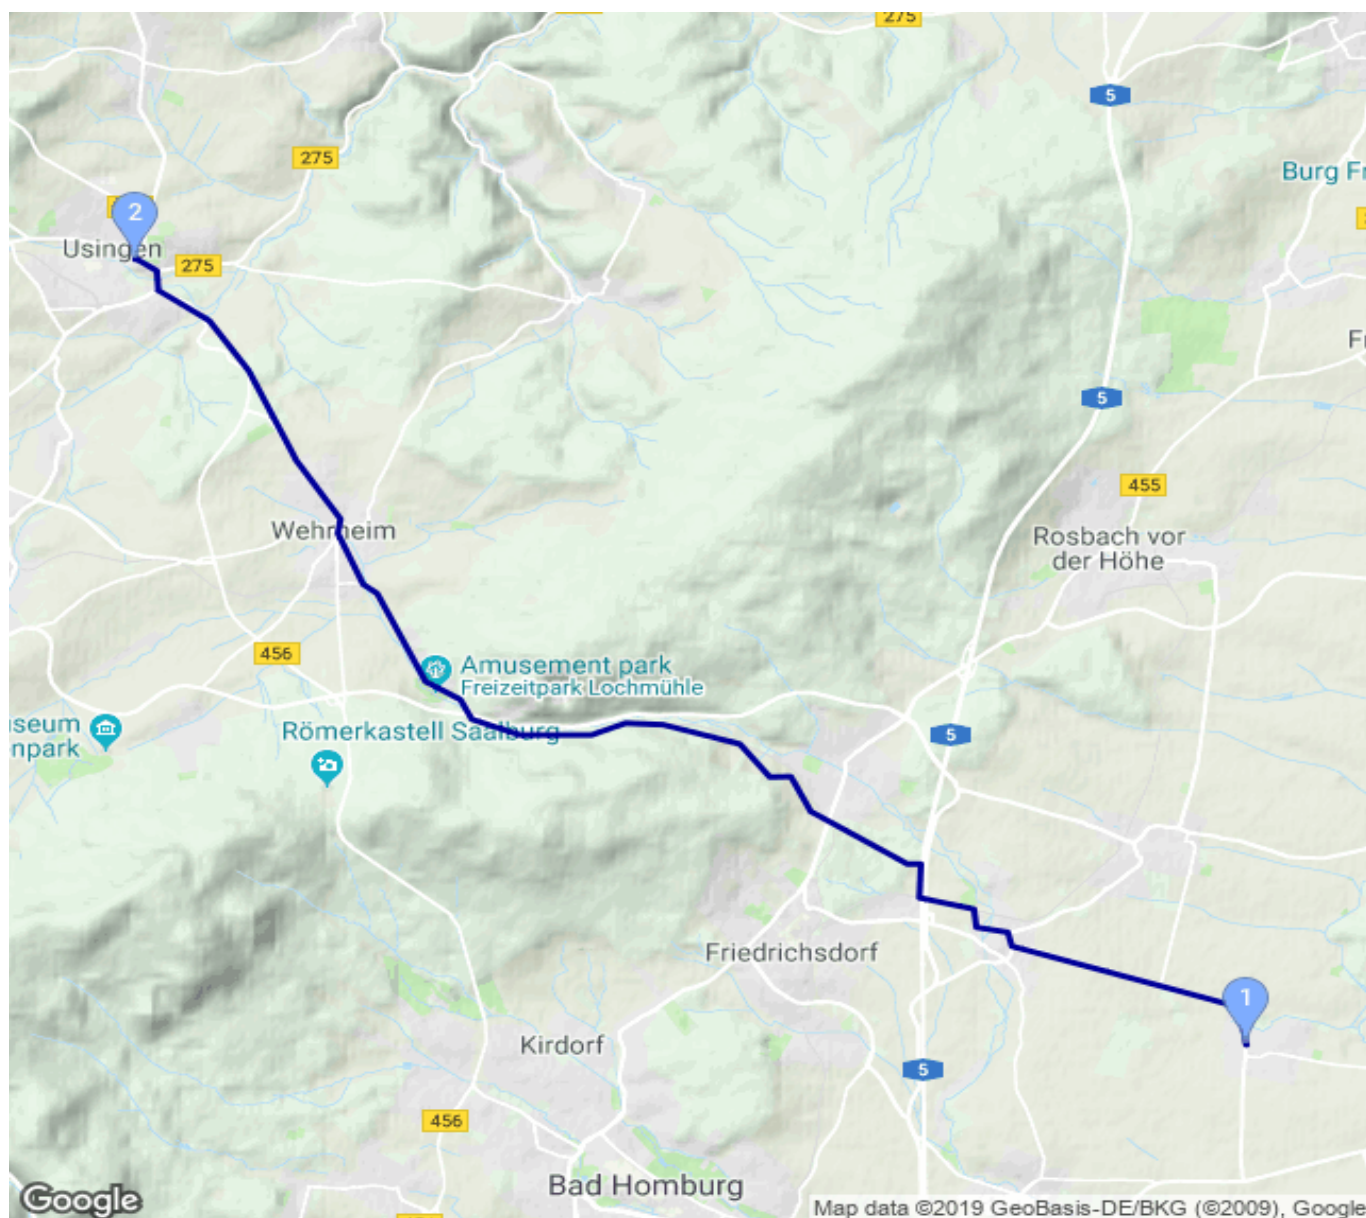 275
5
275
Burg Fr
2
Usingen
275
5
455
Wehrheim
Rosbach vor
der Höhe
456
Amusement park
Freizeitpark Lochmühle
useum
npark
Römerkastell Saalburg
5
Friedrichsdorf
1
Kirdorf
5
456
Bad Homburg
Google
Map data ©2019 GeoBasis-DE/BKG (©2009), Google